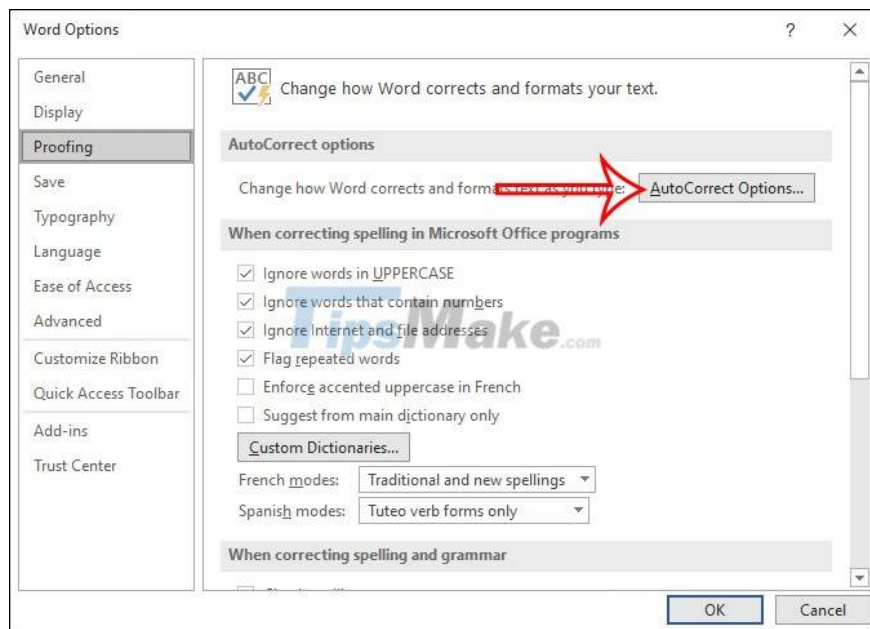 Word Options
?
General
Display
Proofing
Save
Typography
Language
Ease of Access
Advanced
Customize Ribbon
Quick Access Toolbar
Add-ins
Trust Center
ABC
Change how Word corrects and formats your text.
AutoCorrect options
Change how Word corrects and formats text as you type: AutoCorrect Options...
When correcting spelling in Microsoft Office programs
Ignore words in UPPERCASE
Ignore words that contain numbers
Ignore Internet and file addresses
Flag repeated words
Enforce accented uppercase in French
Suggest from main dictionary only
TipsMake.com
Custom Dictionaries...
French modes: Traditional and new spellings
Spanish modes: Tuteo verb forms only
When correcting spelling and grammar
OK Cancel